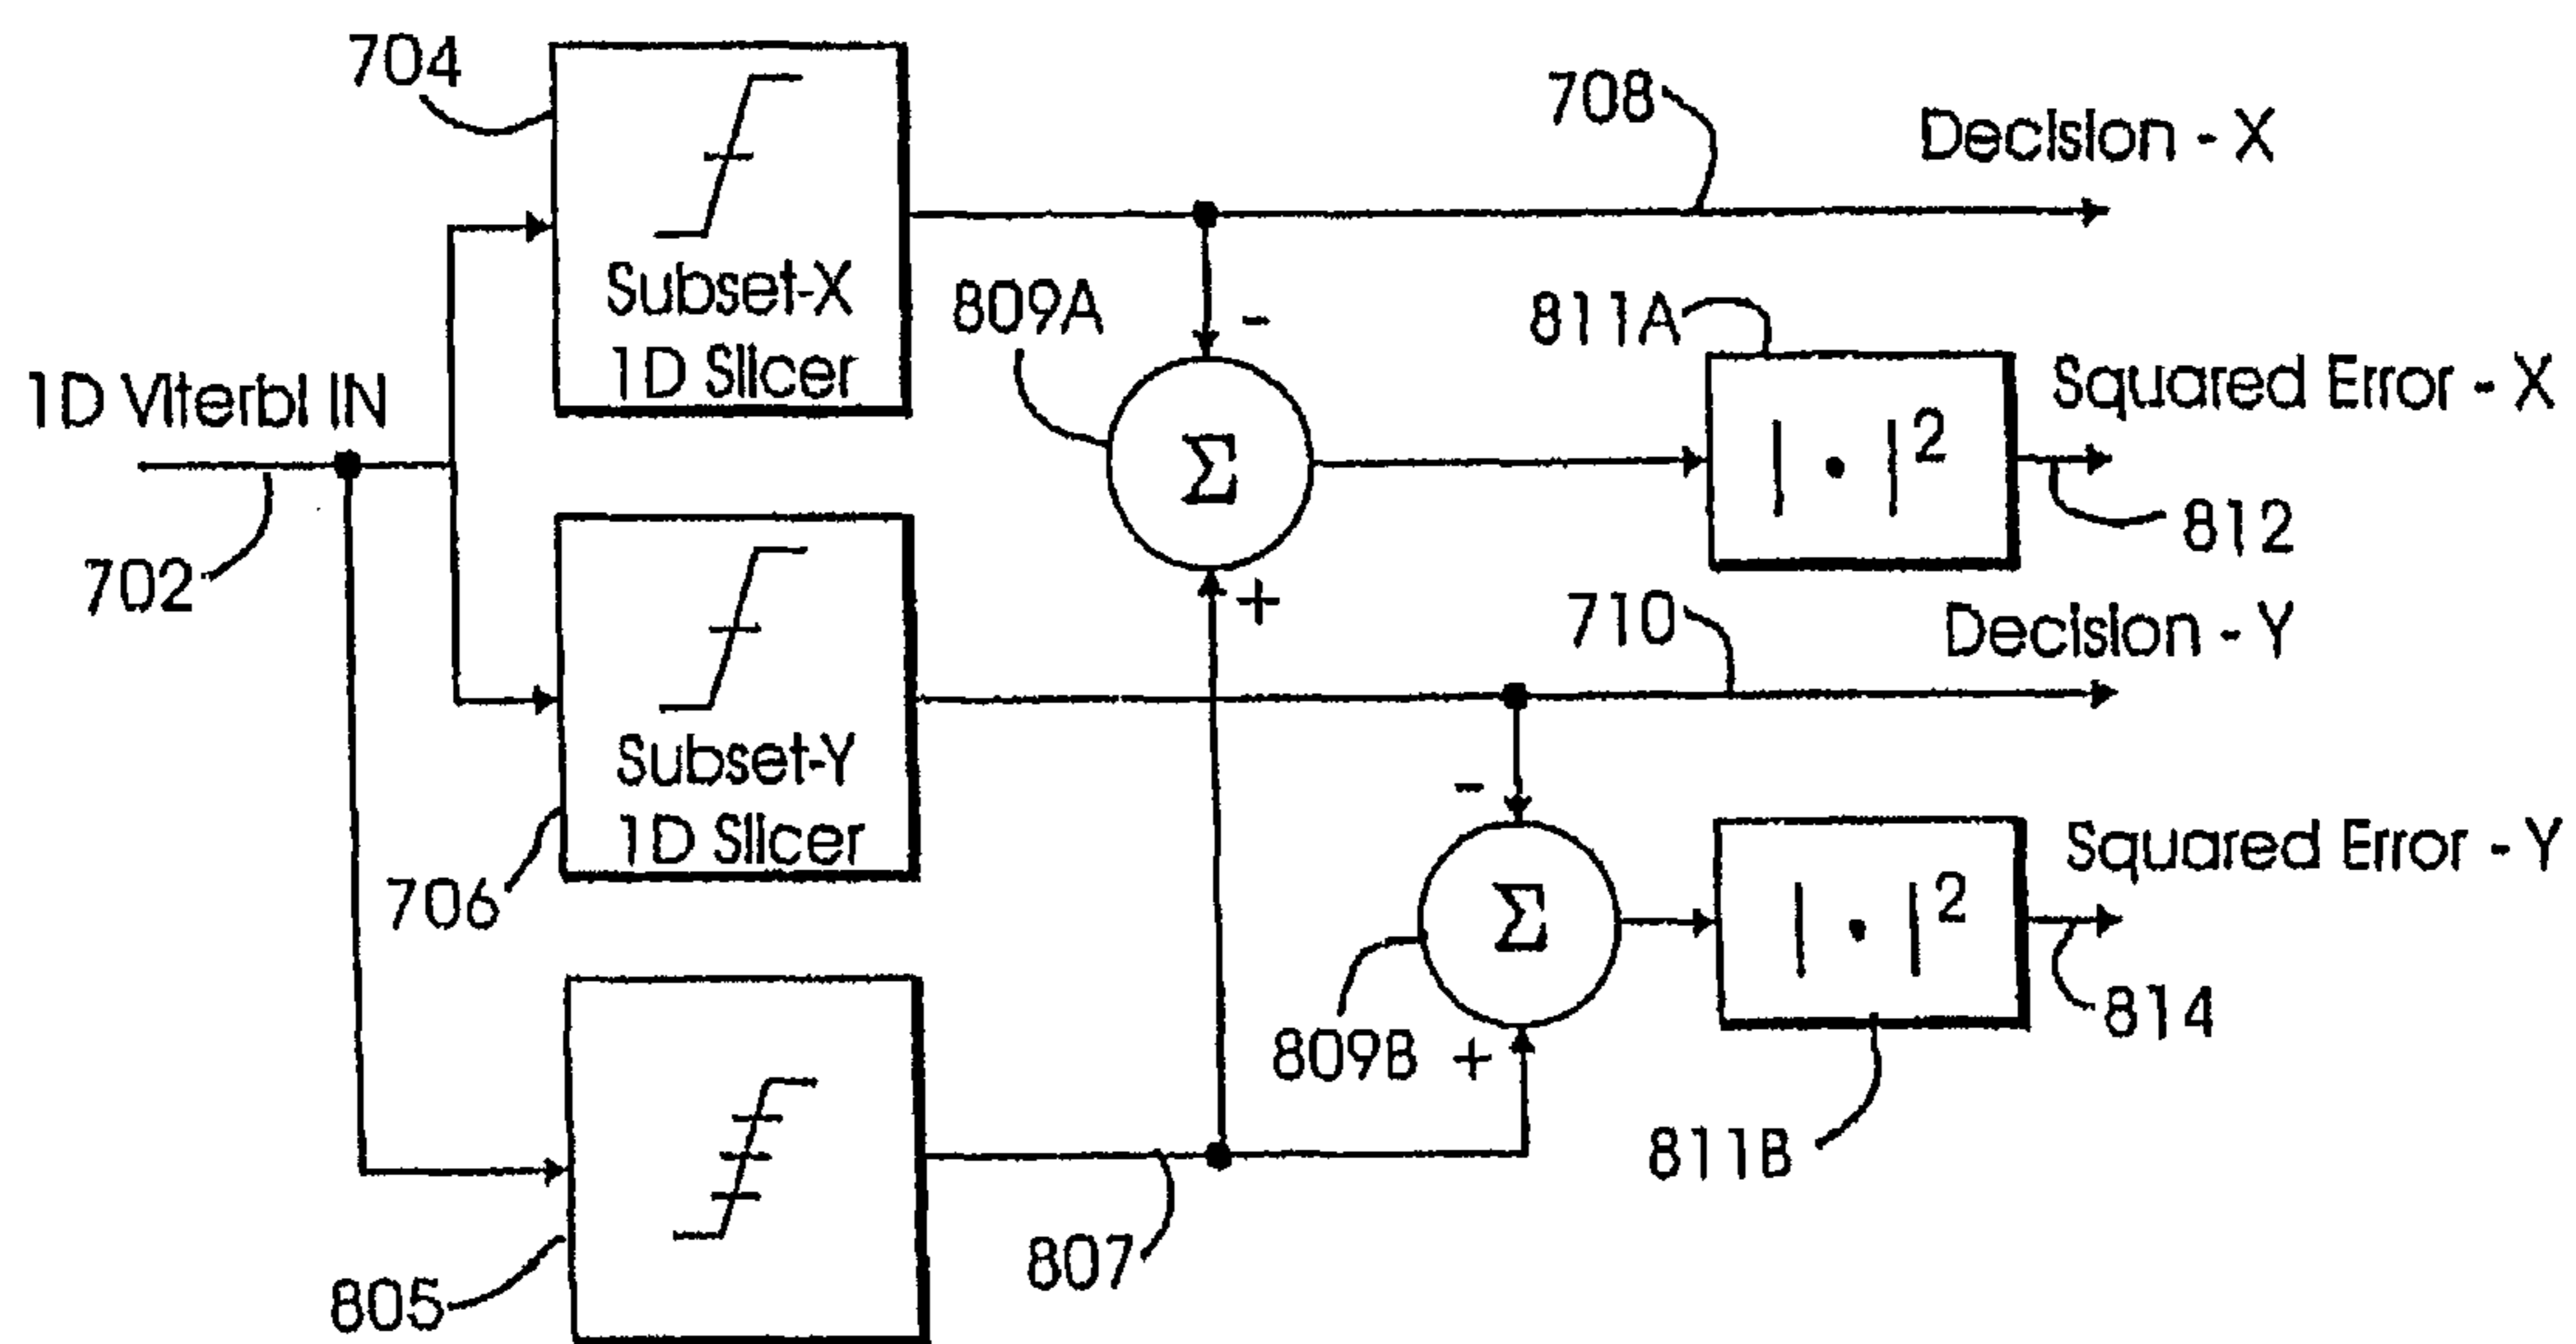 704
708
Decision - X
Subset-X
1D Slicer
809A
-
811A
1D Viterbi IN
Σ
| • |2
Squared Error - X
702
+
812
710
Decision - Y
Subset-Y
1D Slicer
706
-
Σ
| • |2
Squared Error - Y
809B
+
814
811B
807
805